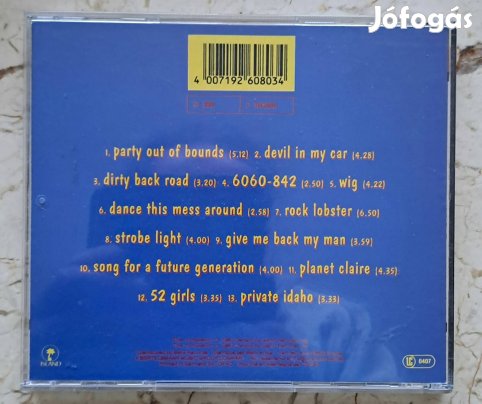 Jófogás
4 007192 608034
1. party out of bounds (5.12) 2. devil in my car (4.28)
3. dirty back road (3.20) 4. 6060-842 (2.50) 5. wig (4.22)
6. dance this mess around (2.58) 7. rock lobster (6.50)
8. strobe light (4.00) 9. give me back my man (3.59)
10. song for a future generation (4.00) 11. planet claire (4.35)
12. 52 girls (3.35) 13. private idaho (3.33)
ISLAND
LC 0407